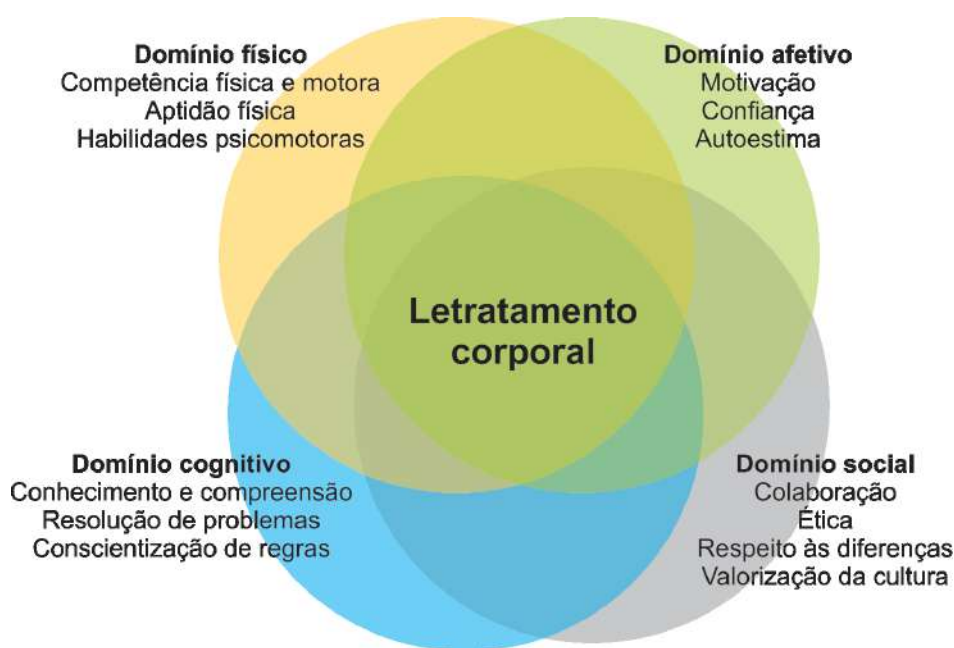 Domínio físico
Competência física e motora
Aptidão física
Habilidades psicomotoras
Domínio afetivo
Motivação
Confiança
Autoestima
Letratamento
corporal
Domínio cognitivo
Conhecimento e compreensão
Resolução de problemas
Conscientização de regras
Domínio social
Colaboração
Ética
Respeito às diferenças
Valorização da cultura